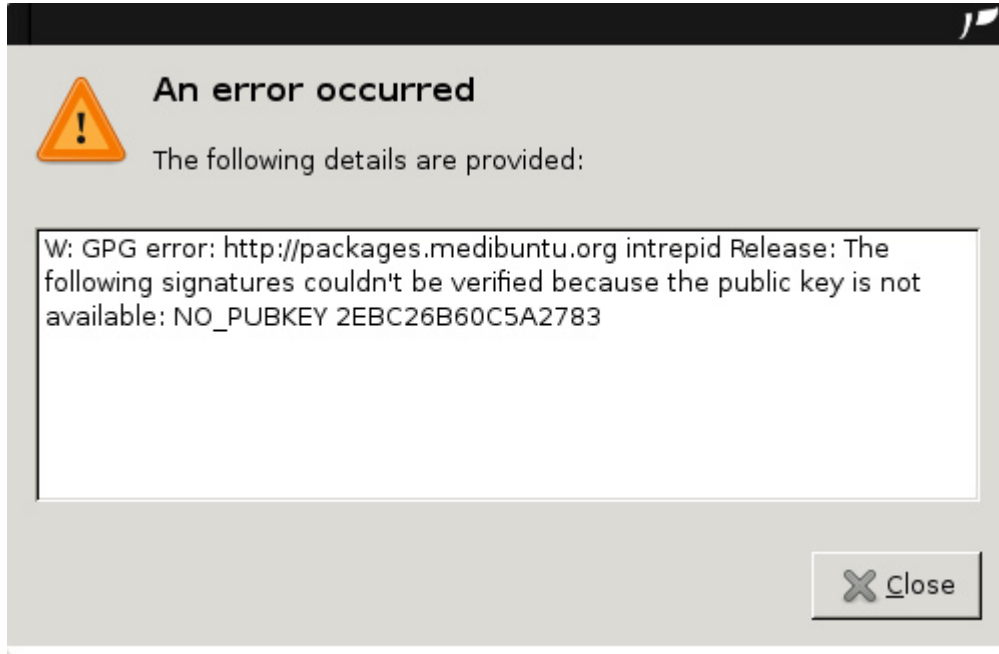 An error occurred
The following details are provided:
W: GPG error: http://packages.medibuntu.org intrepid Release: The
following signatures couldn't be verified because the public key is not
available: NO_PUBKEY 2EBC26B60C5A2783
Close